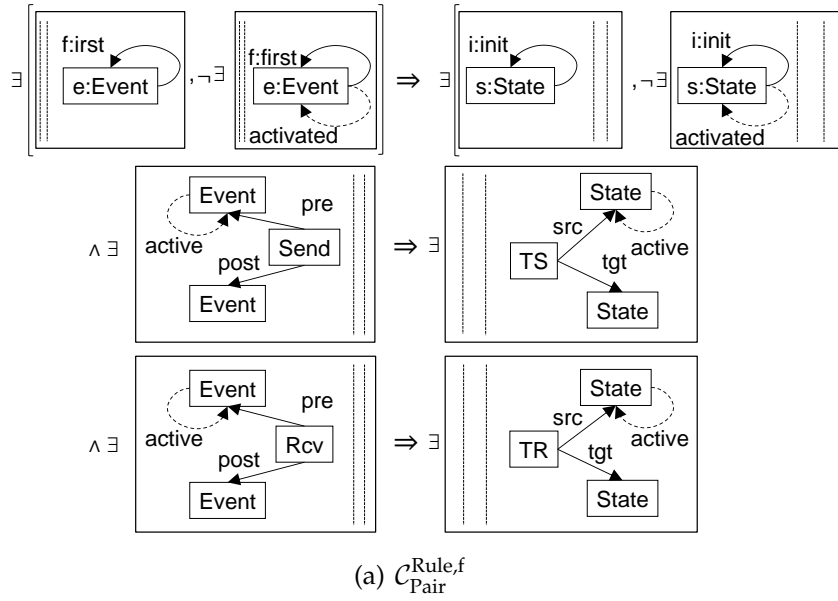 ∃ [ f:irst e:Event , ¬∃ f:first e:Event activated ] ⇒ ∃ [ i:init s:State , ¬∃ i:init s:State activated
∧ ∃ Event pre active Send post Event ⇒ ∃ State src active TS tgt State
∧ ∃ Event pre active Rcv post Event ⇒ ∃ State src active TR tgt State
(a) 𝒞 Rule,f Pair